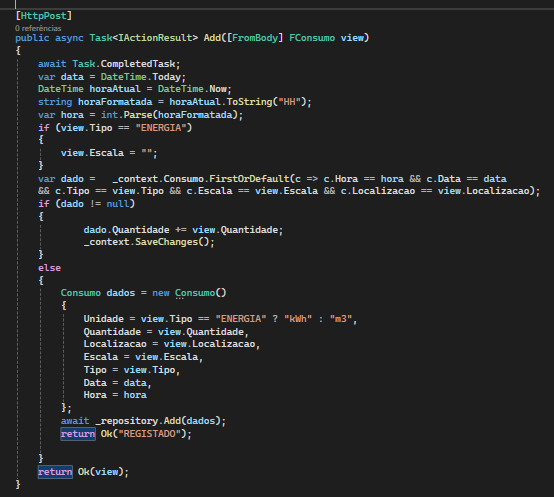 [HttpPost]
0 referências
public async Task<IActionResult> Add([FromBody] FConsumo view)
{
await Task.CompletedTask;
var data = DateTime.Today;
DateTime horaAtual = DateTime.Now;
string horaFormatada = horaAtual.ToString("HH");
var hora = int.Parse(horaFormatada);
if (view.Tipo == "ENERGIA")
{
view.Escala = "";
}
var dado =   _context.Consumo.FirstOrDefault(c => c.Hora == hora && c.Data == data
&& c.Tipo == view.Tipo && c.Escala == view.Escala && c.Localizacao == view.Localizacao);
if (dado != null)
{
dado.Quantidade += view.Quantidade;
_context.SaveChanges();
}
else
{
Consumo dados = new Consumo()
{
Unidade = view.Tipo == "ENERGIA" ? "kWh" : "m3",
Quantidade = view.Quantidade,
Localizacao = view.Localizacao,
Escala = view.Escala,
Tipo = view.Tipo,
Data = data,
Hora = hora
};
await _repository.Add(dados);
return Ok("REGISTADO");
}
return Ok(view);
}